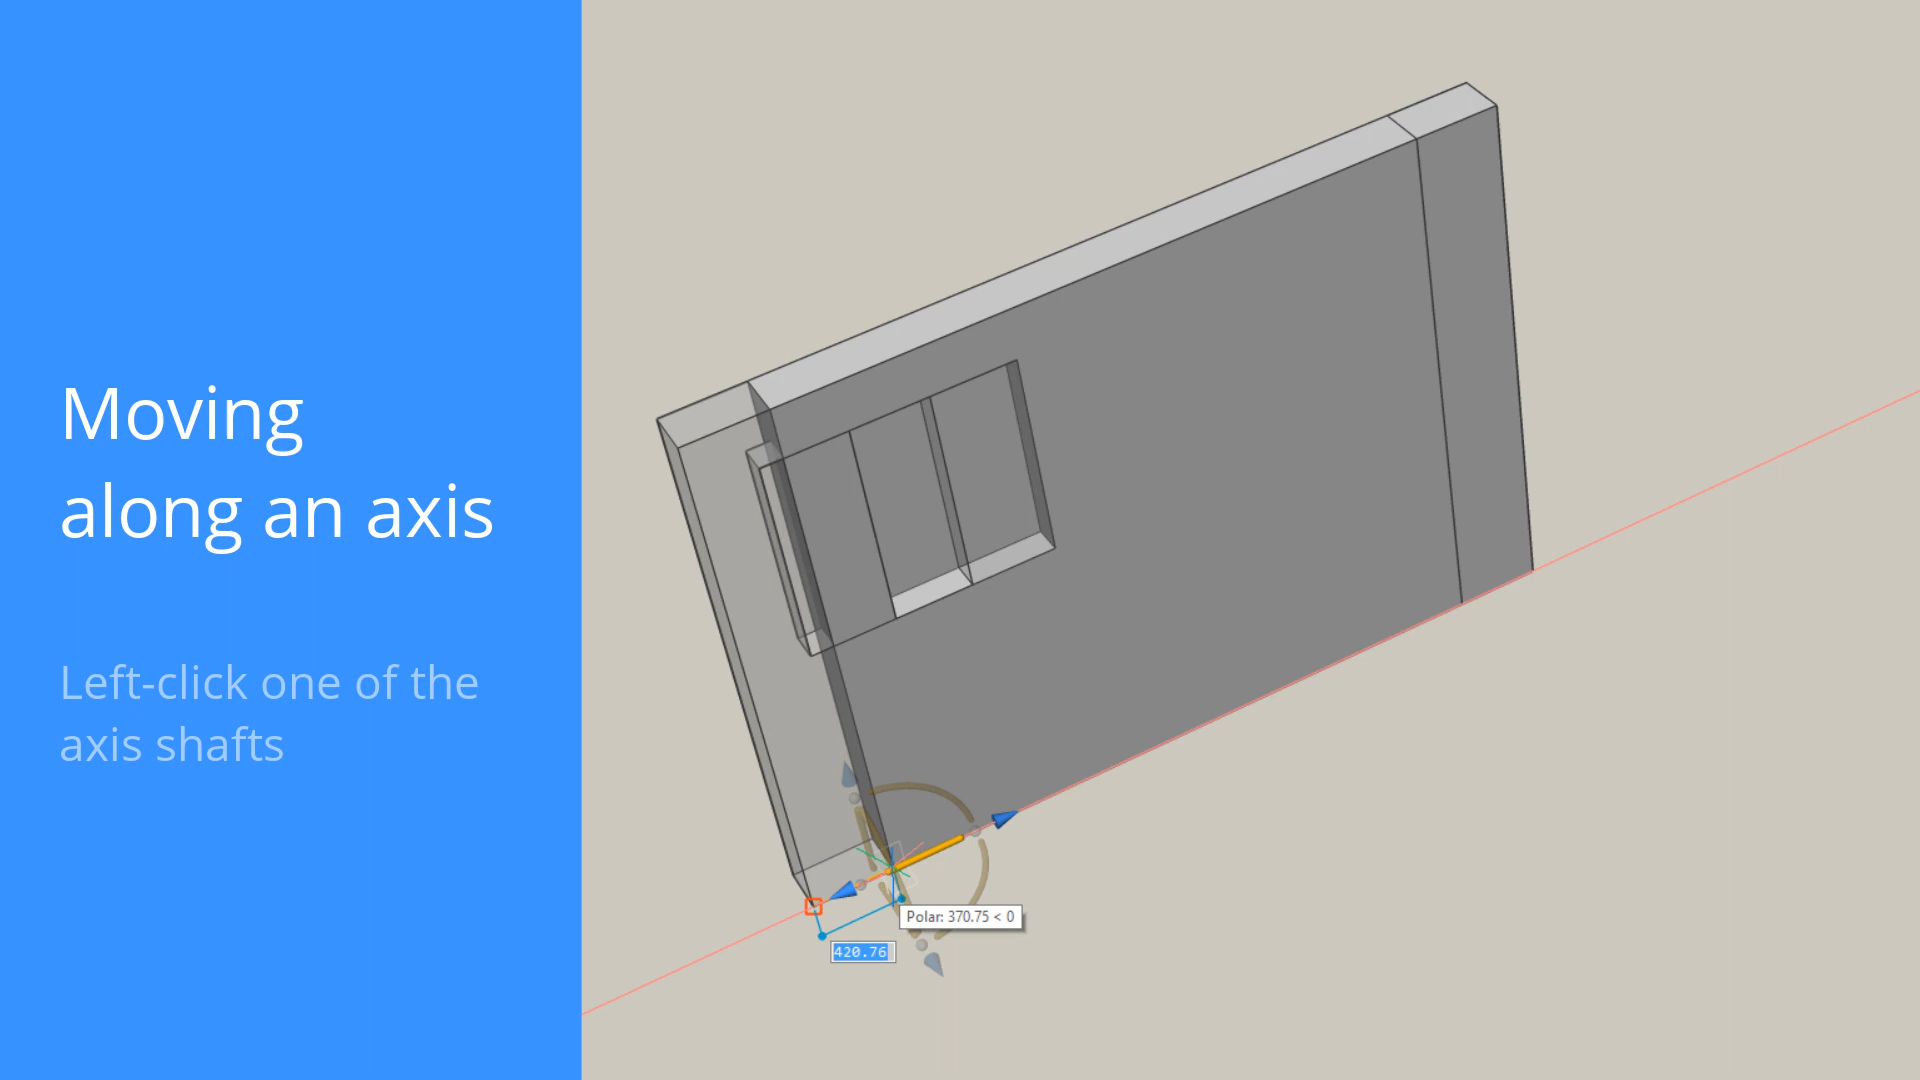 Moving
along an axis
Left-click one of the
axis shafts
Polar: 370.75 < 0
420.76